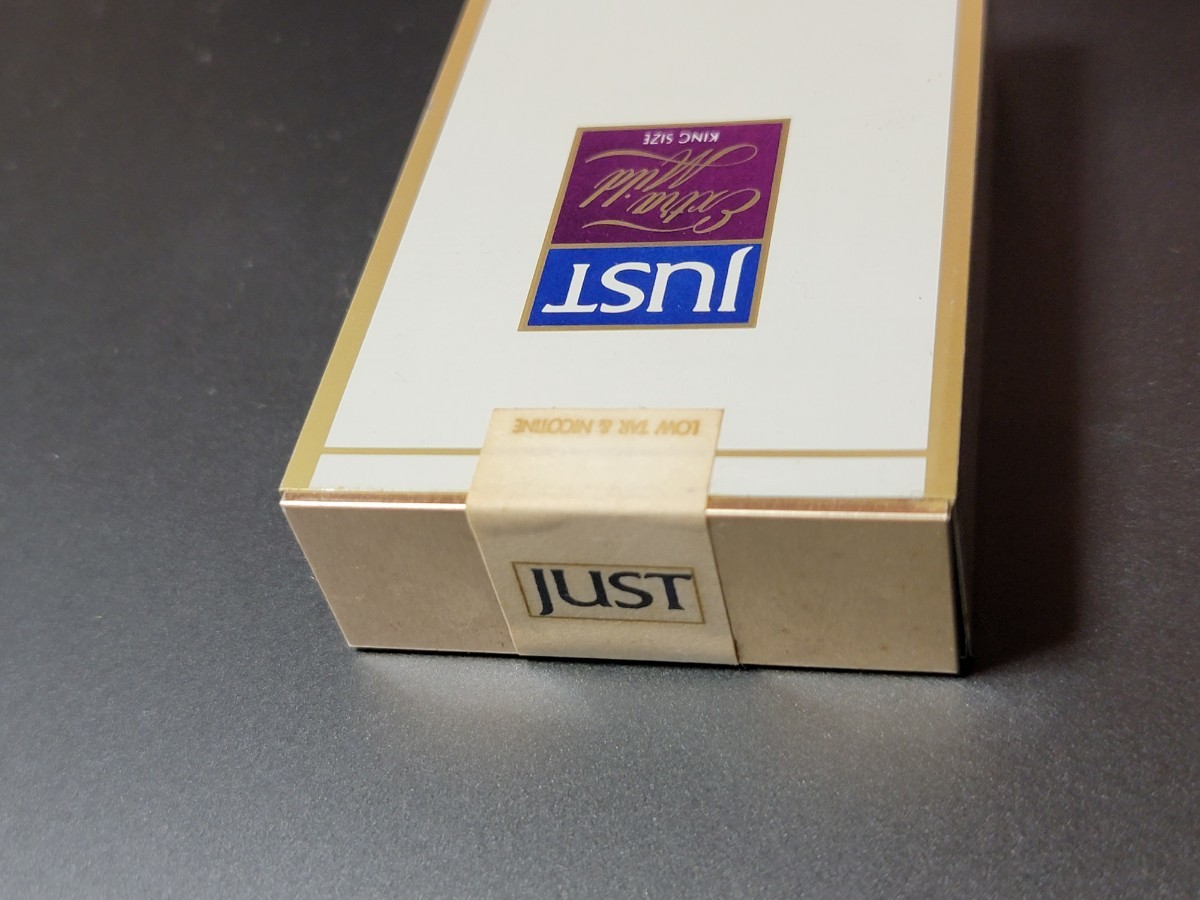 JUST
Extra Mild
KING SIZE
LOW TAR & NICOTINE
JUST